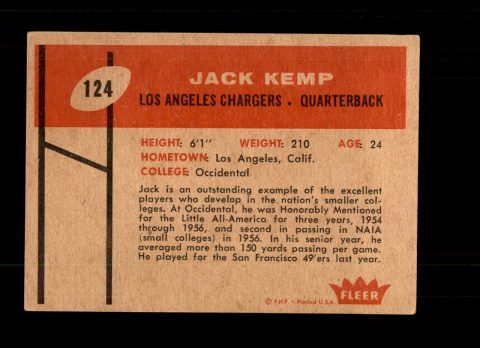 124
JACK KEMP
LOS ANGELES CHARGERS • QUARTERBACK
HEIGHT: 6'1" WEIGHT: 210 AGE: 24
HOMETOWN: Los Angeles, Calif.
COLLEGE: Occidental
Jack is an outstanding example of the excellent
players who develop in the nation's smaller col-
leges. At Occidental, he was Honorably Mentioned
for the Little All-America for three years, 1954
through 1956, and second in passing in NAIA
(small colleges) in 1956. In his senior year, he
averaged more than 150 yards passing per game.
He played for the San Francisco 49'ers last year.
FLEER
© F.H.F. • Printed U.S.A.